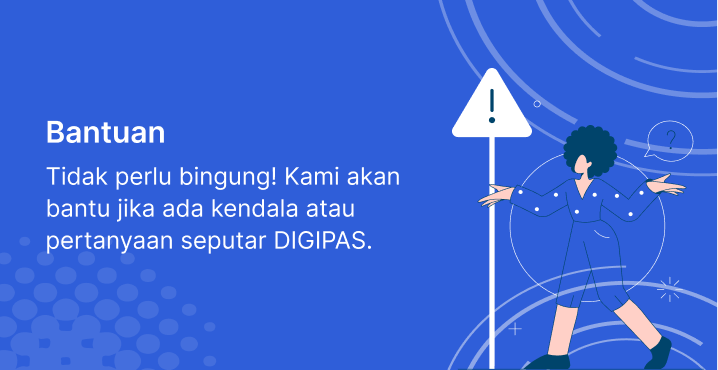 Bantuan
Tidak perlu bingung! Kami akan
bantu jika ada kendala atau
pertanyaan seputar DIGIPAS.
!
?